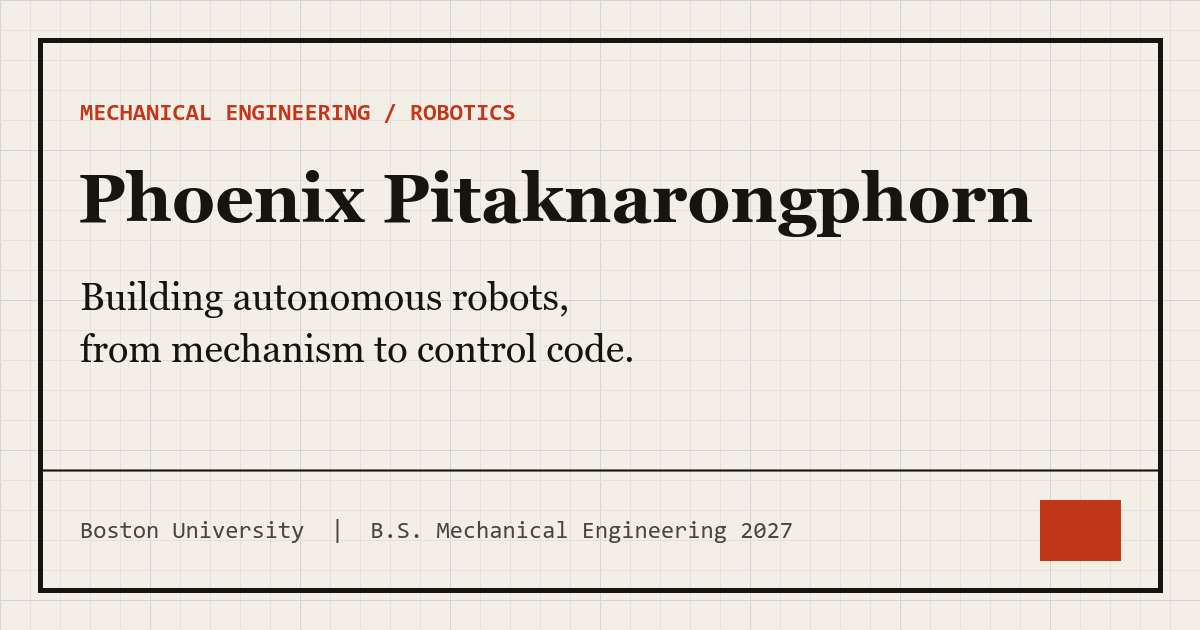 MECHANICAL ENGINEERING / ROBOTICS
Phoenix Pitaknarongphorn
Building autonomous robots,
from mechanism to control code.
Boston University | B.S. Mechanical Engineering 2027